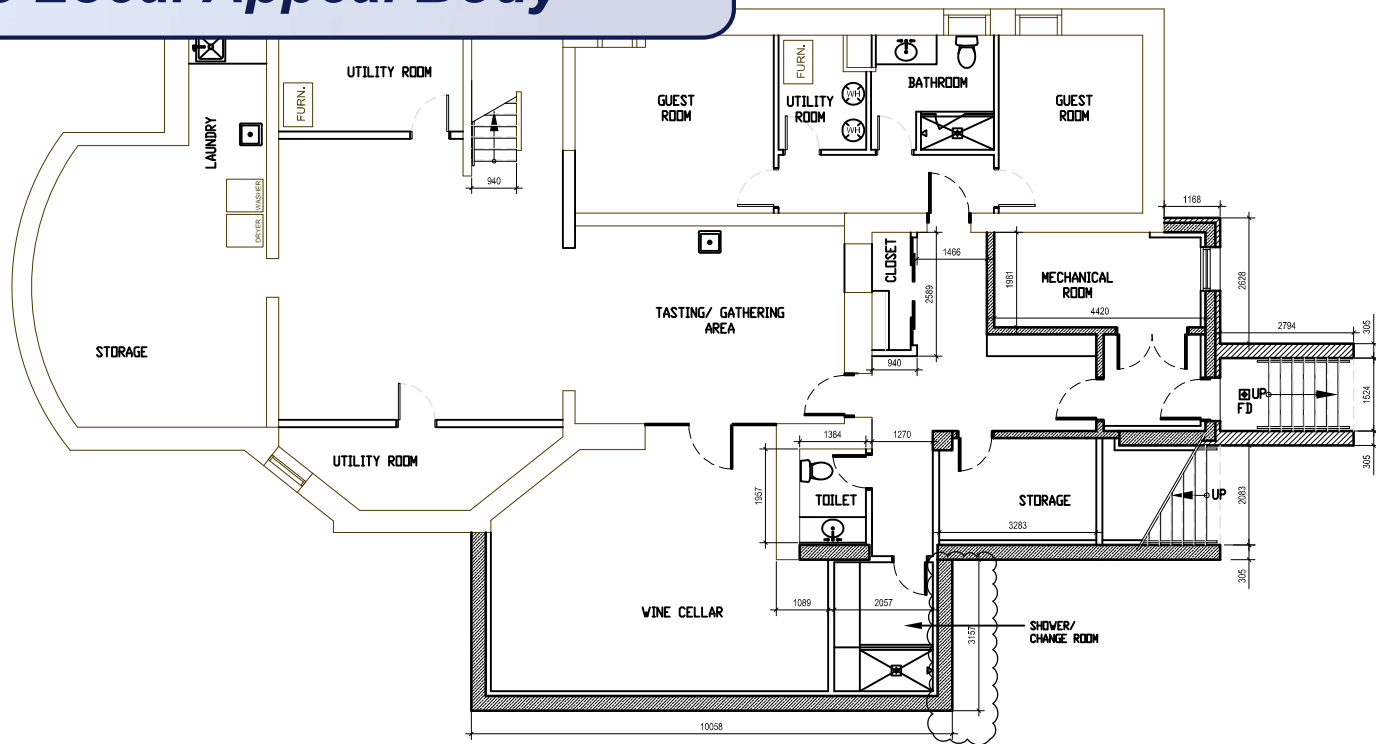 Local Appeal Body
UTILITY ROOM
FURN.
LAUNDRY
WASHER
DRYER
940
GUEST
ROOM
FURN.
UTILITY
ROOM
WH
WH
BATHROOM
GUEST
ROOM
1168
CLOSET
1466
2589
940
1981
MECHANICAL
ROOM
4420
2628
2794
305
1524
305
UP
FD
STORAGE
TASTING/ GATHERING
AREA
UTILITY ROOM
1384
1270
1957
TOILET
STORAGE
3283
UP
2083
305
WINE CELLAR
1089
2057
3157
SHOWER/
CHANGE ROOM
10058